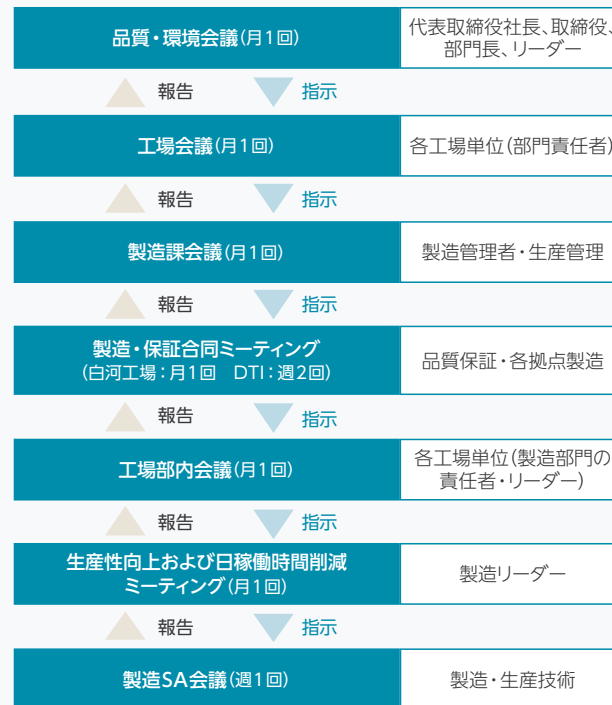 品質・環境会議(月1回)
代表取締役社長、取締役、
部門長、リーダー
報告 指示
工場会議(月1回)
各工場単位(部門責任者)
報告 指示
製造課会議(月1回)
製造管理者・生産管理
報告 指示
製造・保証合同ミーティング
(白河工場：月1回 DTI：週2回)
品質保証・各拠点製造
報告 指示
工場部内会議(月1回)
各工場単位(製造部門の
責任者・リーダー)
報告 指示
生産性向上および日稼働時間削減
ミーティング(月1回)
製造リーダー
報告 指示
製造SA会議(週1回)
製造・生産技術